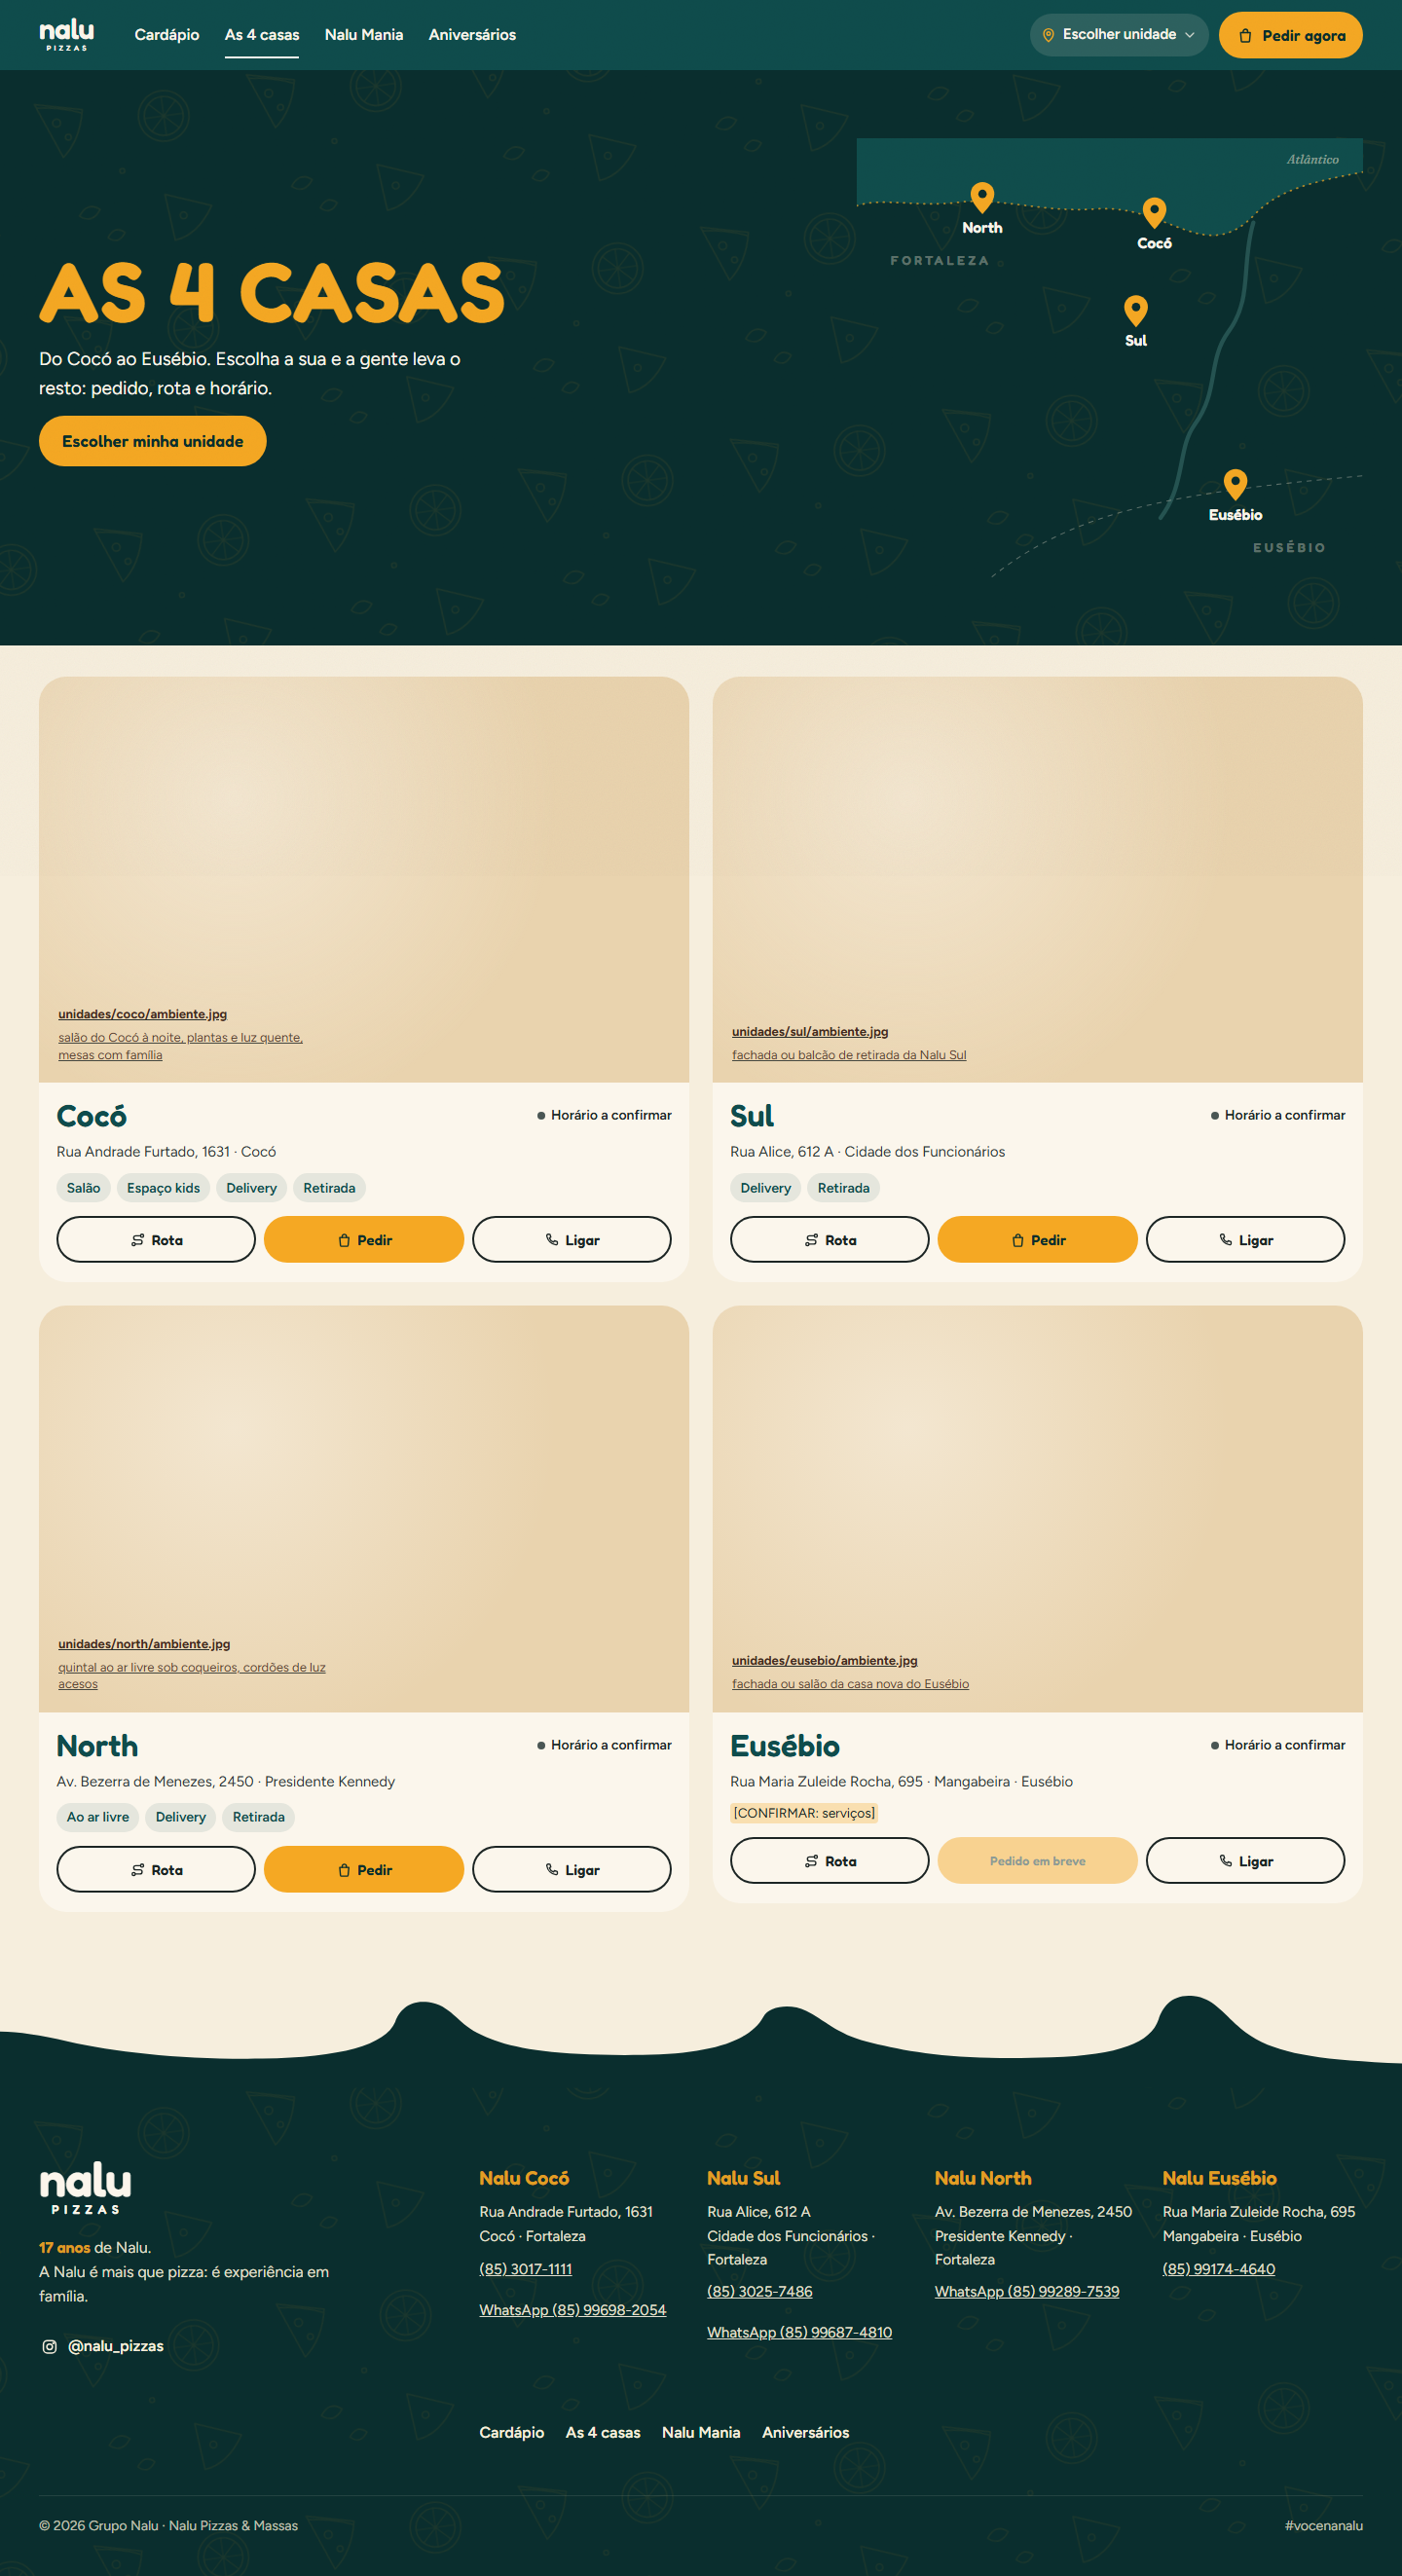 nalu
PIZZAS
Cardápio
As 4 casas
Nalu Mania
Aniversários
Escolher unidade
Pedir agora
AS 4 CASAS
Do Cocó ao Eusébio. Escolha a sua e a gente leva o
resto: pedido, rota e horário.
Escolher minha unidade
Atlântico
North
Cocó
FORTALEZA
Sul
Eusébio
EUSÉBIO
unidades/coco/ambiente.jpg
salão do Cocó à noite, plantas e luz quente,
mesas com família
Cocó
Horário a confirmar
Rua Andrade Furtado, 1631 · Cocó
Salão
Espaço kids
Delivery
Retirada
Rota
Pedir
Ligar
unidades/sul/ambiente.jpg
fachada ou balcão de retirada da Nalu Sul
Sul
Horário a confirmar
Rua Alice, 612 A · Cidade dos Funcionários
Delivery
Retirada
Rota
Pedir
Ligar
unidades/north/ambiente.jpg
quintal ao ar livre sob coqueiros, cordões de luz
acesos
North
Horário a confirmar
Av. Bezerra de Menezes, 2450 · Presidente Kennedy
Ao ar livre
Delivery
Retirada
Rota
Pedir
Ligar
unidades/eusebio/ambiente.jpg
fachada ou salão da casa nova do Eusébio
Eusébio
Horário a confirmar
Rua Maria Zuleide Rocha, 695 · Mangabeira · Eusébio
[CONFIRMAR: serviços]
Rota
Pedido em breve
Ligar
nalu
PIZZAS
17 anos de Nalu.
A Nalu é mais que pizza: é experiência em
família.
@nalu_pizzas
Nalu Cocó
Rua Andrade Furtado, 1631
Cocó · Fortaleza
(85) 3017-1111
WhatsApp (85) 99698-2054
Nalu Sul
Rua Alice, 612 A
Cidade dos Funcionários ·
Fortaleza
(85) 3025-7486
WhatsApp (85) 99687-4810
Nalu North
Av. Bezerra de Menezes, 2450
Presidente Kennedy ·
Fortaleza
WhatsApp (85) 99289-7539
Nalu Eusébio
Rua Maria Zuleide Rocha, 695
Mangabeira · Eusébio
(85) 99174-4640
Cardápio
As 4 casas
Nalu Mania
Aniversários
© 2026 Grupo Nalu · Nalu Pizzas & Massas
#vocenanalu